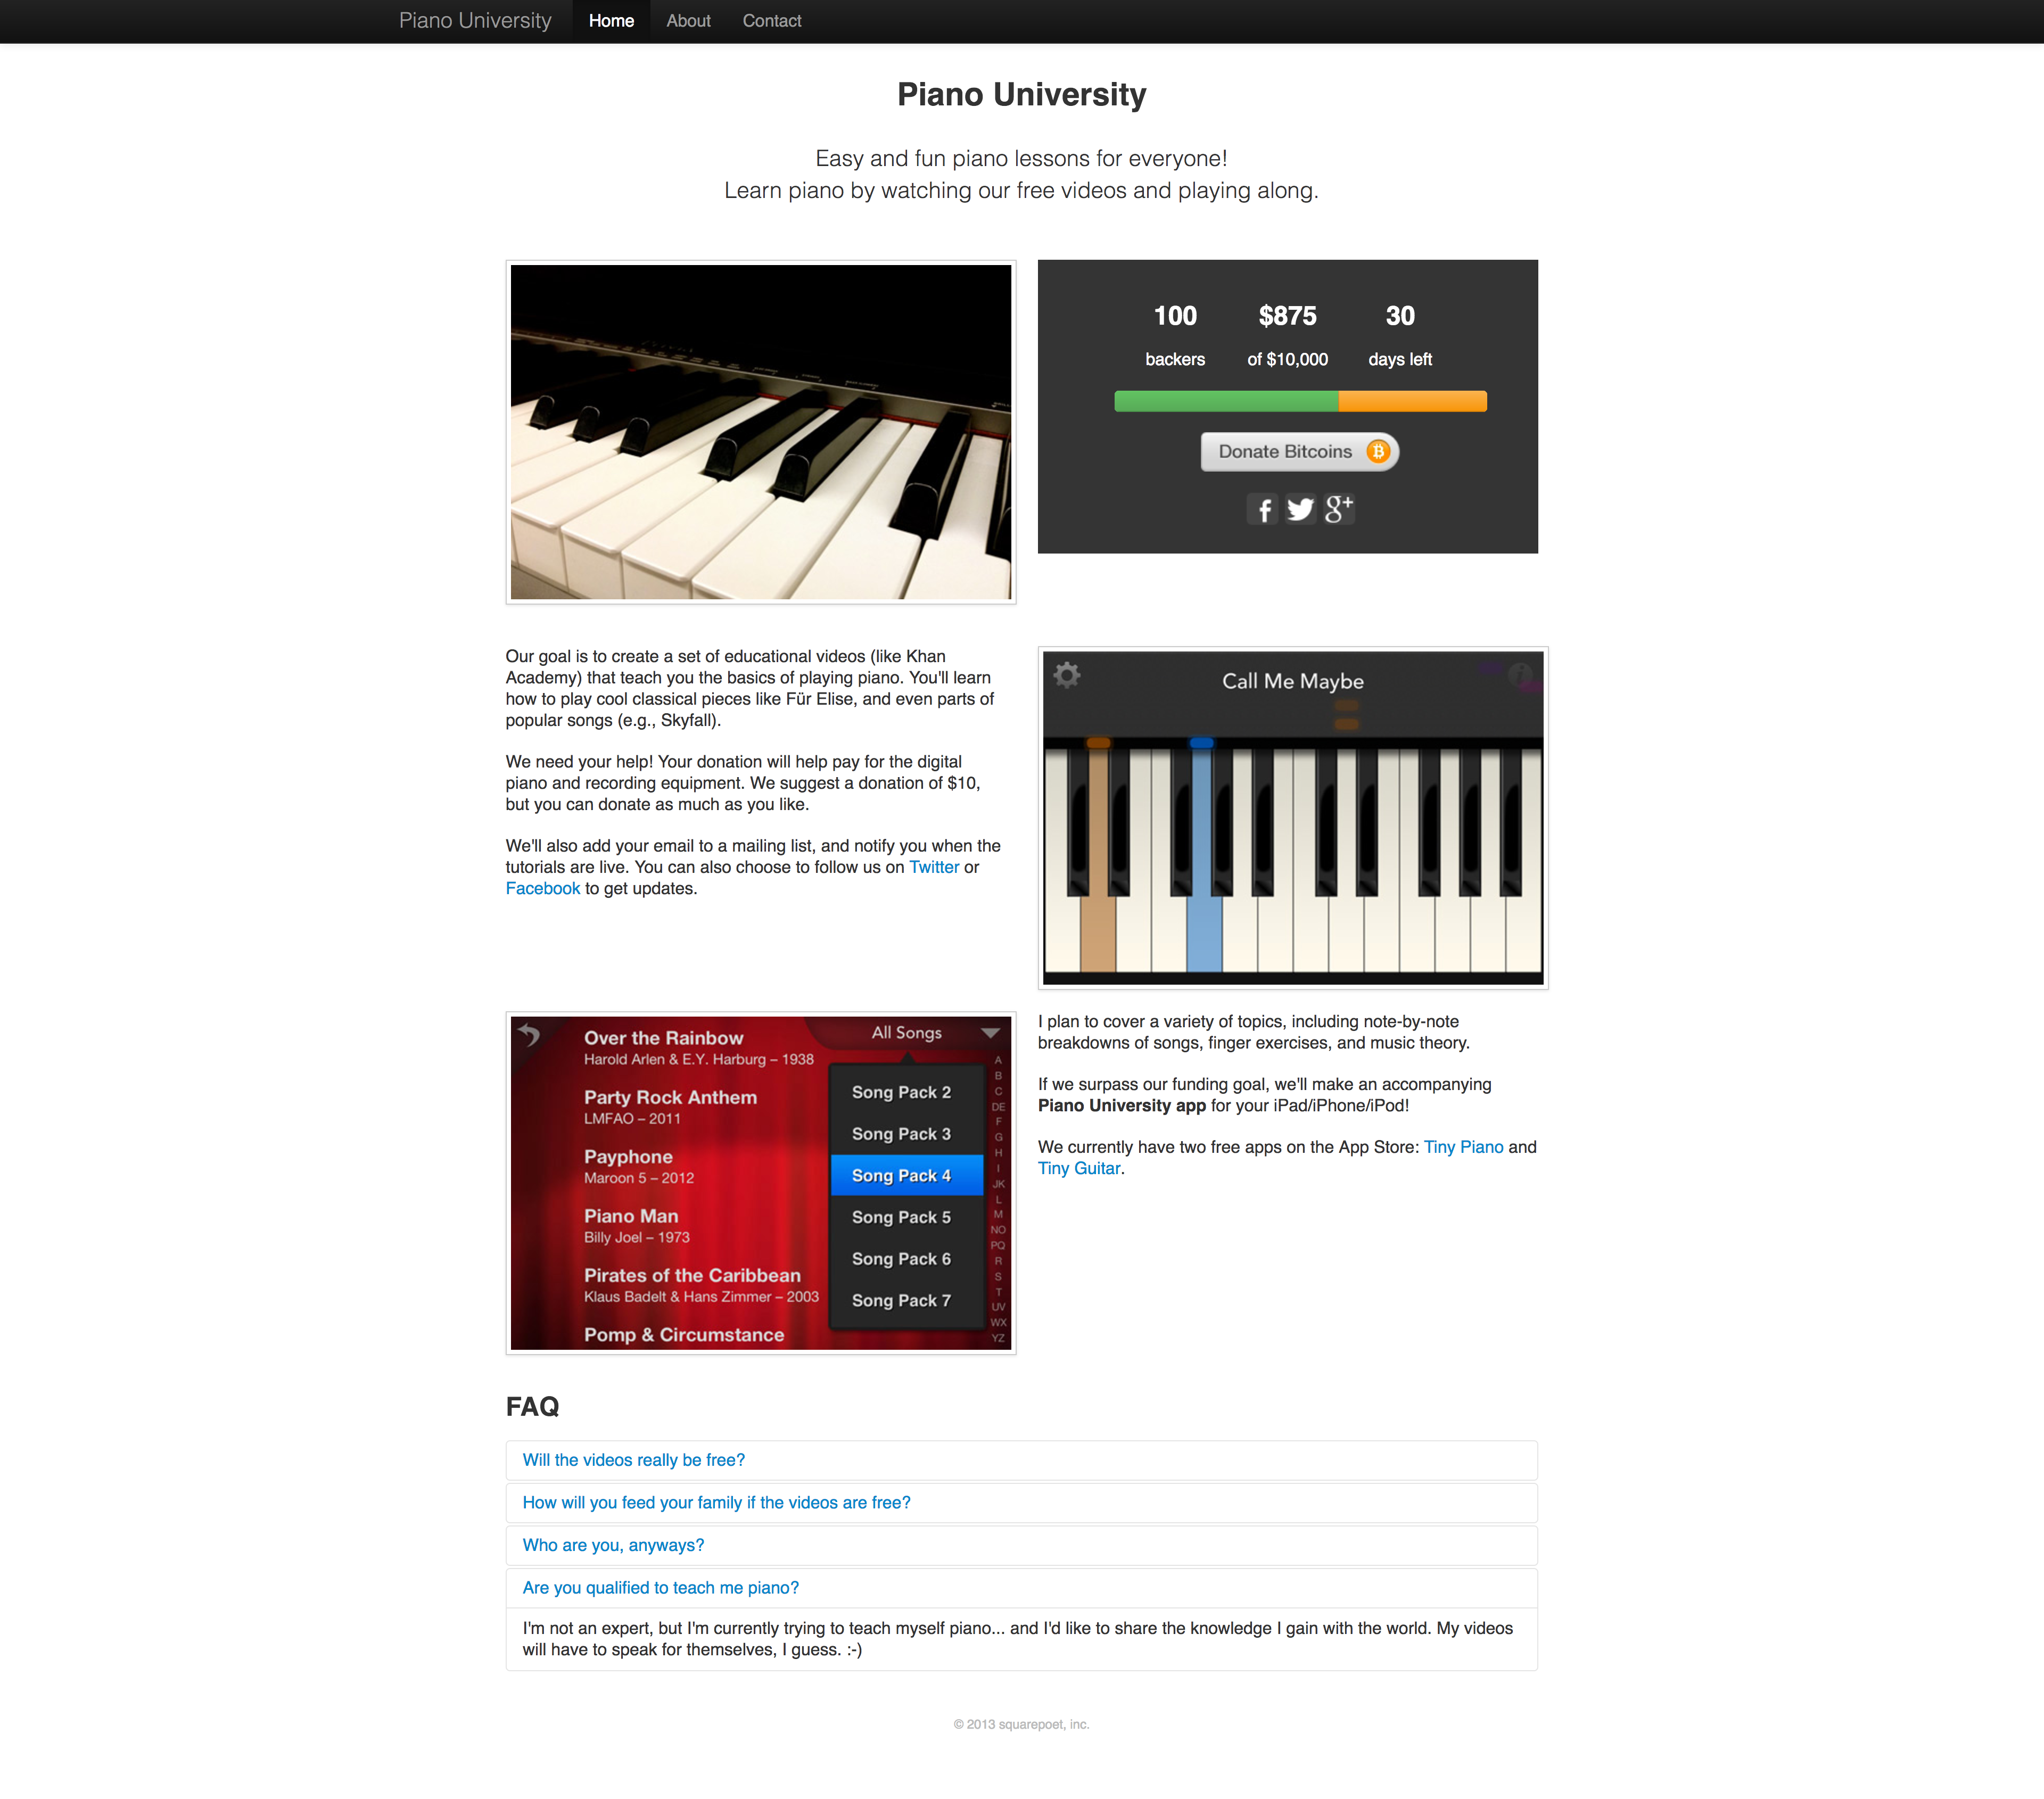 Piano University Home About Contact
Piano University
Easy and fun piano lessons for everyone!
Learn piano by watching our free videos and playing along.
100 $875 30
backers of $10,000 days left
Donate Bitcoins
Our goal is to create a set of educational videos (like Khan
Academy) that teach you the basics of playing piano. You'll learn
how to play cool classical pieces like Für Elise, and even parts of
popular songs (e.g., Skyfall).
We need your help! Your donation will help pay for the digital
piano and recording equipment. We suggest a donation of $10,
but you can donate as much as you like.
We'll also add your email to a mailing list, and notify you when the
tutorials are live. You can also choose to follow us on Twitter or
Facebook to get updates.
Call Me Maybe
Over the Rainbow
Harold Arlen & E.Y. Harburg – 1938
Party Rock Anthem
LMFAO – 2011
Payphone
Maroon 5 – 2012
Piano Man
Billy Joel – 1973
Pirates of the Caribbean
Klaus Badelt & Hans Zimmer – 2003
Pomp & Circumstance
All Songs
Song Pack 2
Song Pack 3
Song Pack 4
Song Pack 5
Song Pack 6
Song Pack 7
A
B
C
DE
F
G
H
I
JK
L
M
NO
PQ
R
S
T
UV
WX
YZ
I plan to cover a variety of topics, including note-by-note
breakdowns of songs, finger exercises, and music theory.
If we surpass our funding goal, we'll make an accompanying
Piano University app for your iPad/iPhone/iPod!
We currently have two free apps on the App Store: Tiny Piano and
Tiny Guitar.
FAQ
Will the videos really be free?
How will you feed your family if the videos are free?
Who are you, anyways?
Are you qualified to teach me piano?
I'm not an expert, but I'm currently trying to teach myself piano... and I'd like to share the knowledge I gain with the world. My videos
will have to speak for themselves, I guess. :-)
© 2013 squarepoet, inc.